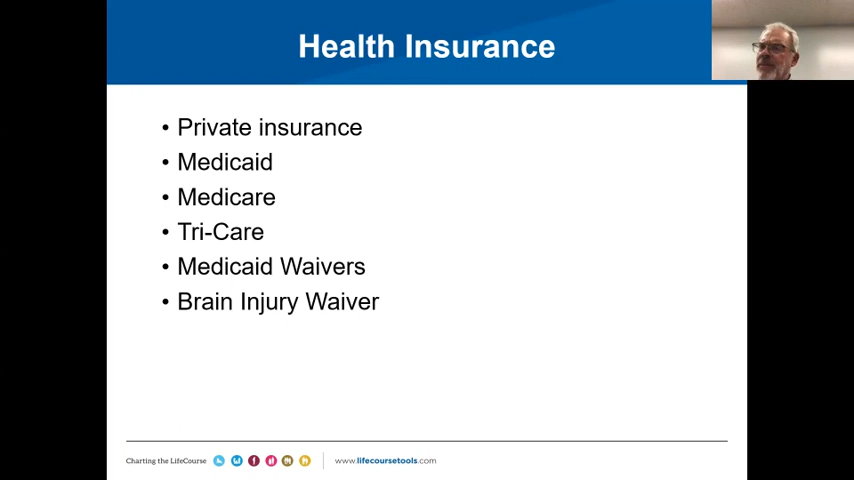 Health Insurance
• Private insurance
• Medicaid
• Medicare
• Tri-Care
• Medicaid Waivers
• Brain Injury Waiver
Charting the LifeCourse
www.lifecoursetools.com